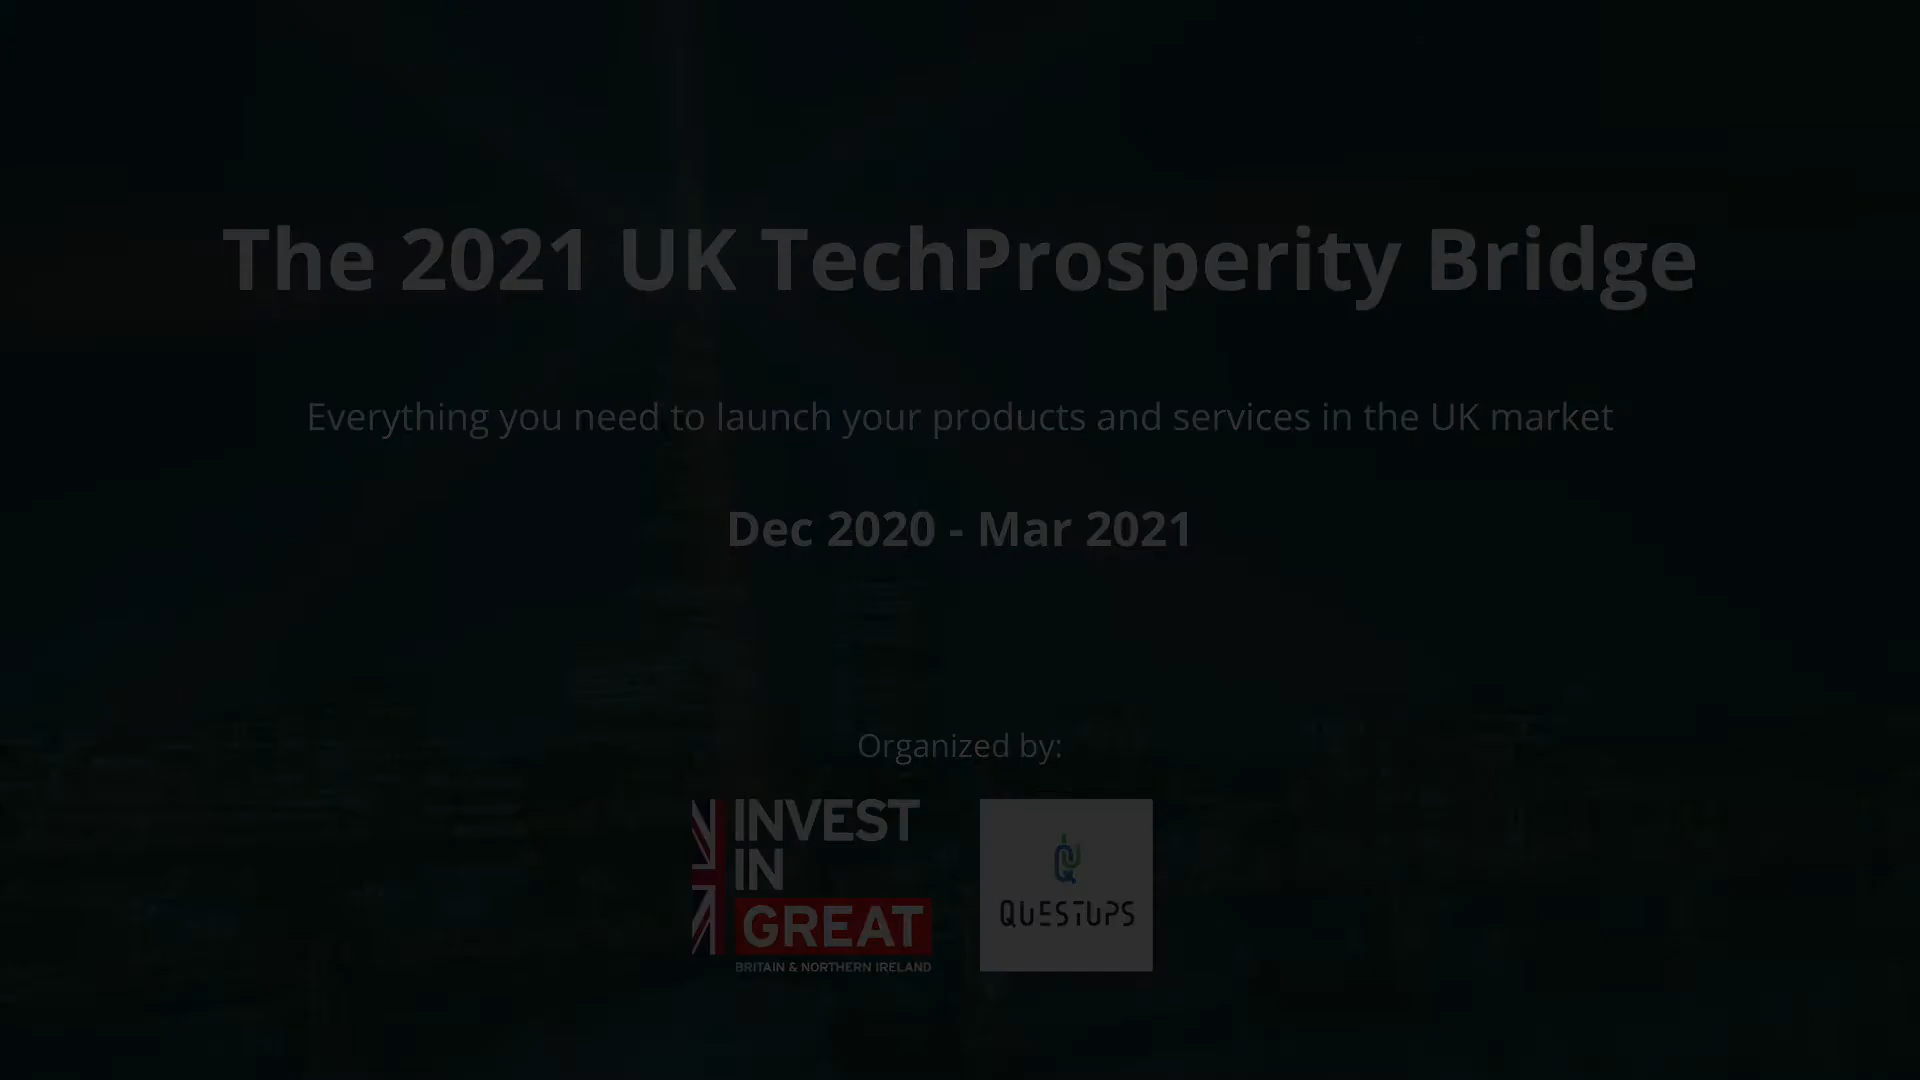 The 2021 UK TechProsperity Bridge
Everything you need to launch your products and services in the UK market
Dec 2020 - Mar 2021
Organized by:
INVEST
IN
GREAT
BRITAIN & NORTHERN IRELAND
QUESTUPS